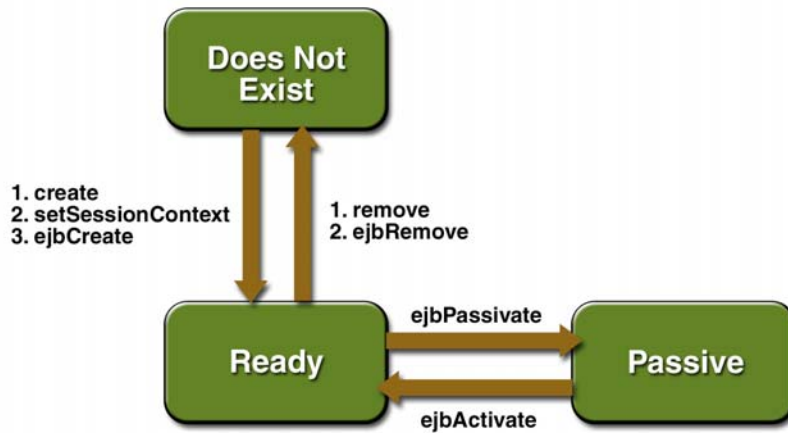 Does Not
Exist
1. create
2. setSessionContext
3. ejbCreate
1. remove
2. ejbRemove
ejbPassivate
Ready
Passive
ejbActivate